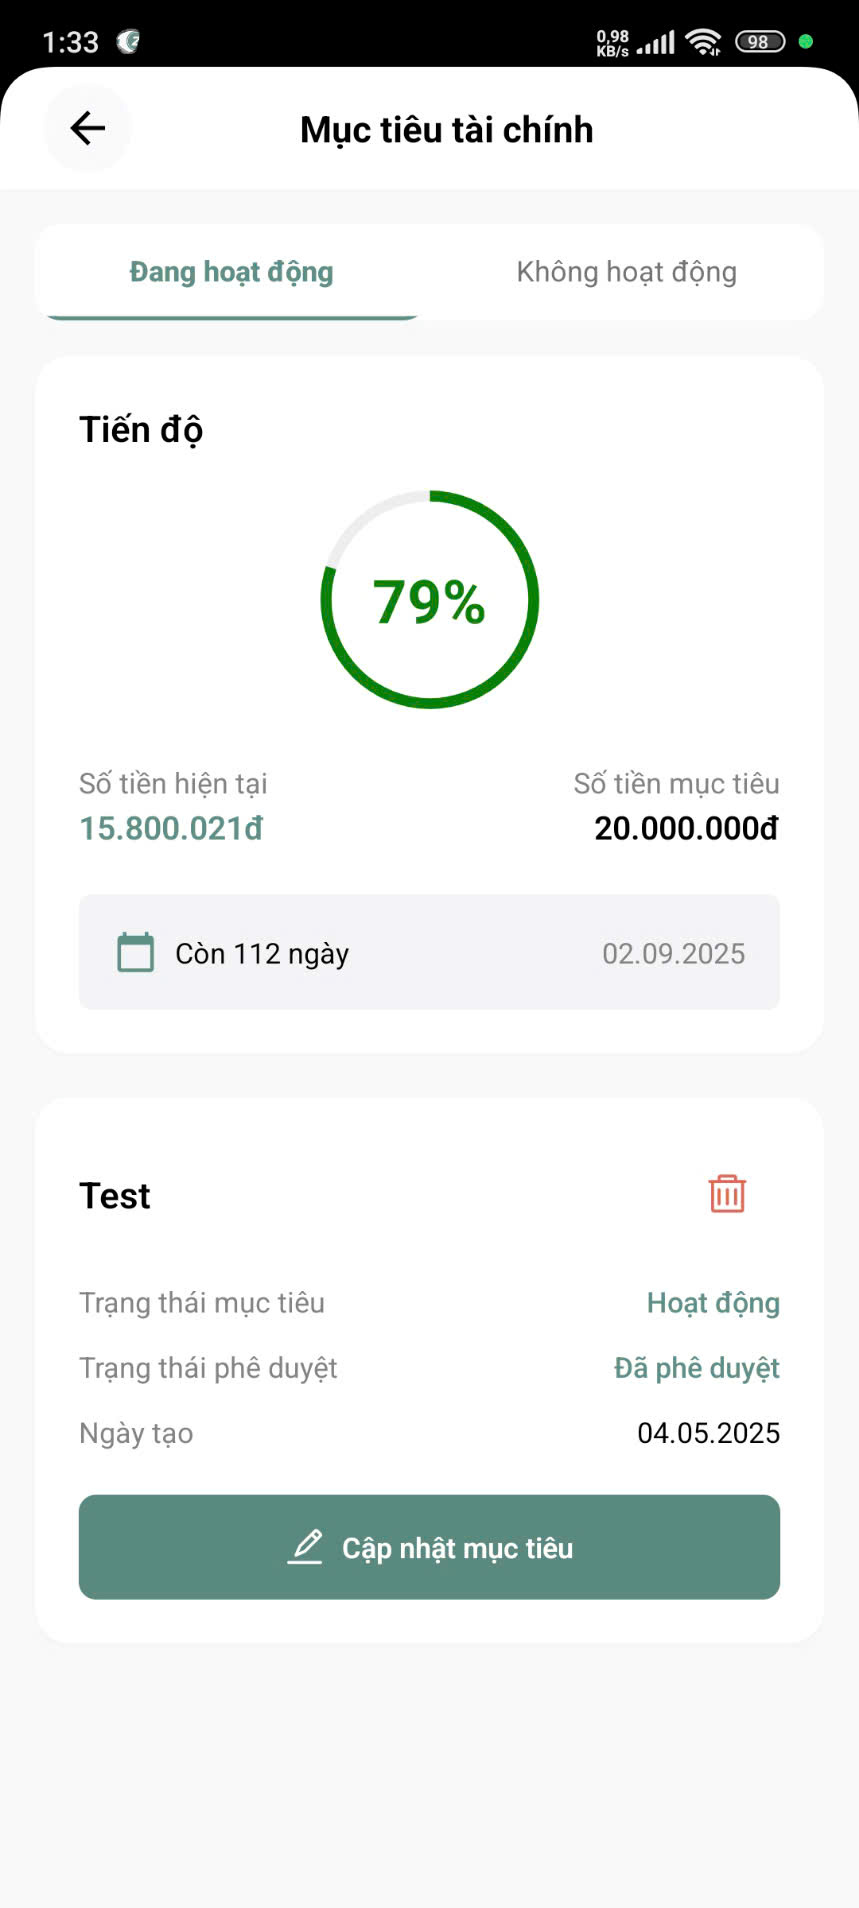 1:33
0,98
KB/s
98
Mục tiêu tài chính
Đang hoạt động
Không hoạt động
Tiến độ
79%
Số tiền hiện tại
Số tiền mục tiêu
15.800.021đ
20.000.000đ
Còn 112 ngày
02.09.2025
Test
Trạng thái mục tiêu
Hoạt động
Trạng thái phê duyệt
Đã phê duyệt
Ngày tạo
04.05.2025
Cập nhật mục tiêu